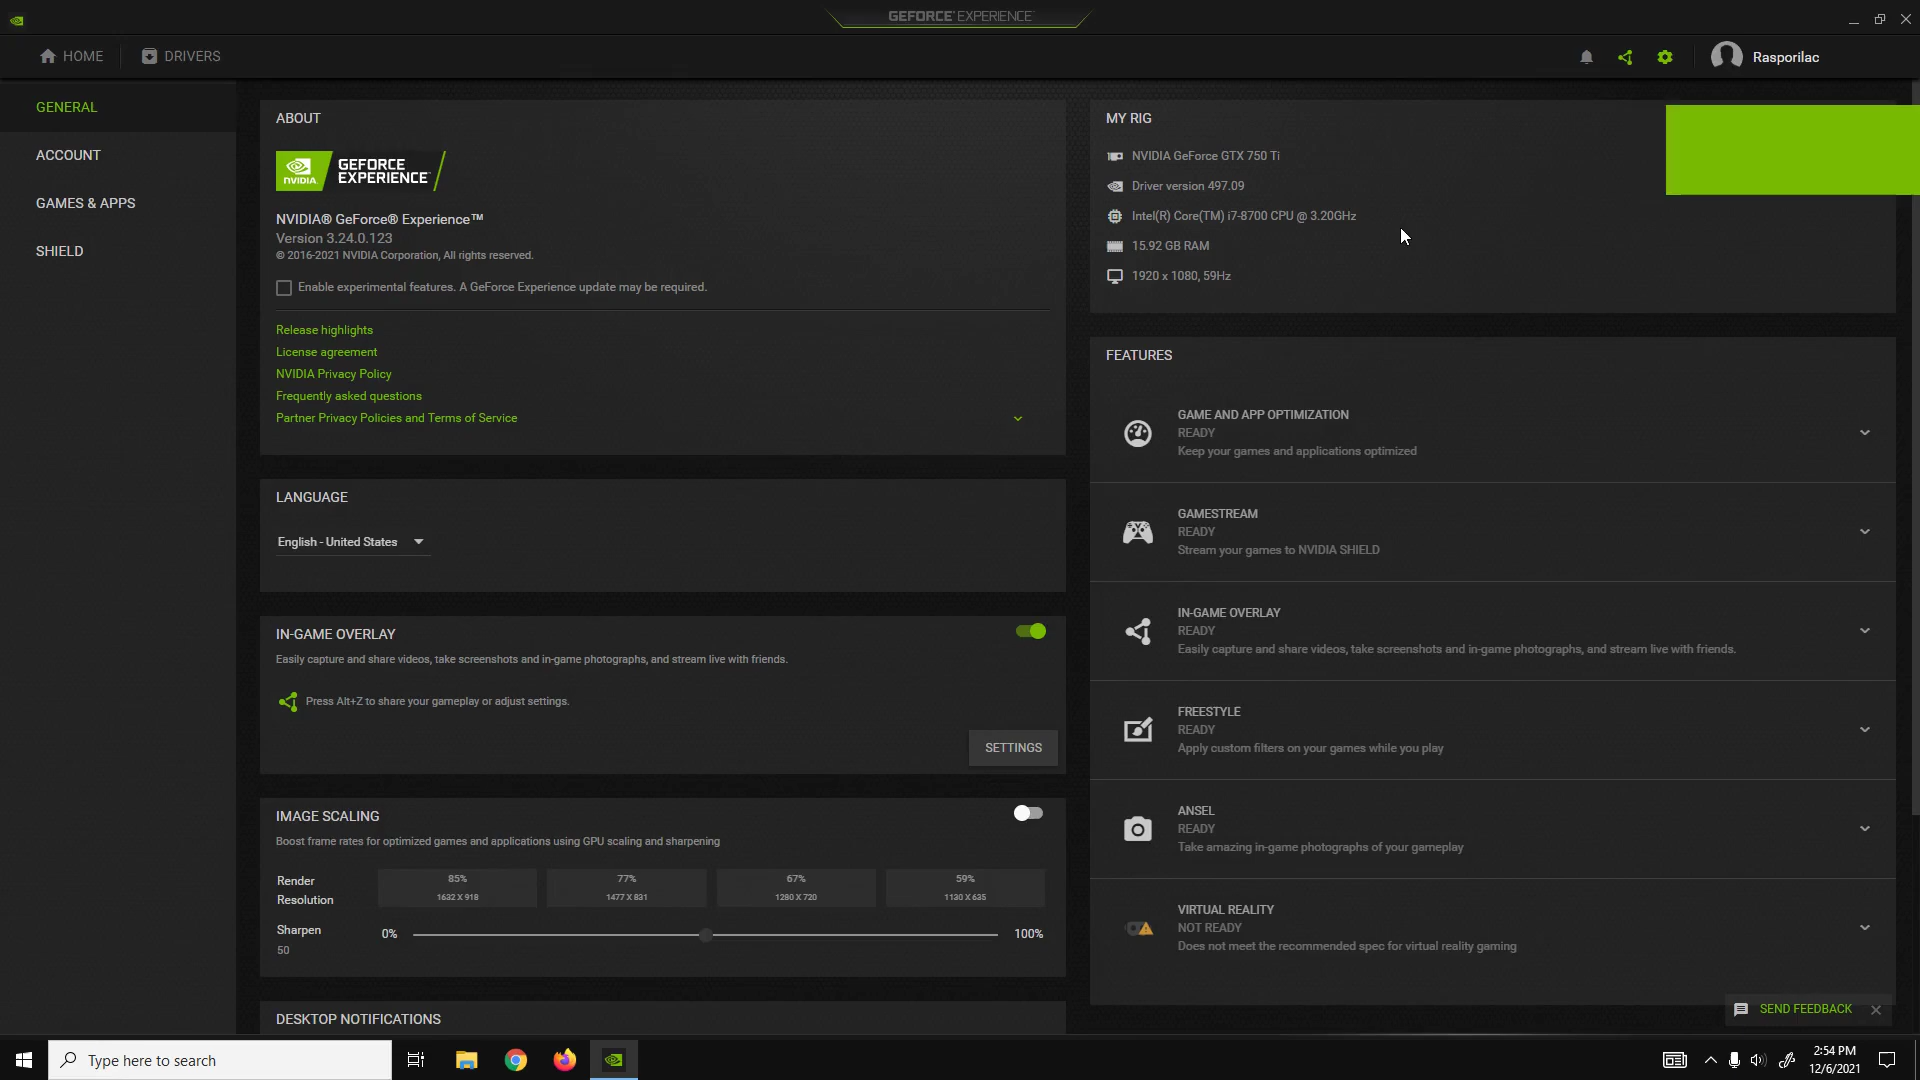 GEFORCE® EXPERIENCE™
HOME
DRIVERS
Rasporilac
GENERAL
ACCOUNT
GAMES & APPS
SHIELD
ABOUT
NVIDIA.
GEFORCE
EXPERIENCE™
NVIDIA® GeForce® Experience™
Version 3.24.0.123
© 2016-2021 NVIDIA Corporation, All rights reserved.
Enable experimental features. A GeForce Experience update may be required.
Release highlights
License agreement
NVIDIA Privacy Policy
Frequently asked questions
Partner Privacy Policies and Terms of Service
LANGUAGE
English - United States
IN-GAME OVERLAY
Easily capture and share videos, take screenshots and in-game photographs, and stream live with friends.
Press Alt+Z to share your gameplay or adjust settings.
SETTINGS
IMAGE SCALING
Boost frame rates for optimized games and applications using GPU scaling and sharpening
Render
Resolution
85%
1632 X 918
77%
1477 X 831
67%
1280 X 720
59%
1130 X 635
Sharpen
50
0%
100%
DESKTOP NOTIFICATIONS
MY RIG
NVIDIA GeForce GTX 750 Ti
Driver version 497.09
Intel(R) Core(TM) i7-8700 CPU @ 3.20GHz
15.92 GB RAM
1920 x 1080, 59Hz
FEATURES
GAME AND APP OPTIMIZATION
READY
Keep your games and applications optimized
GAMESTREAM
READY
Stream your games to NVIDIA SHIELD
IN-GAME OVERLAY
READY
Easily capture and share videos, take screenshots and in-game photographs, and stream live with friends.
FREESTYLE
READY
Apply custom filters on your games while you play
ANSEL
READY
Take amazing in-game photographs of your gameplay
VIRTUAL REALITY
NOT READY
Does not meet the recommended spec for virtual reality gaming
SEND FEEDBACK
Type here to search
2:54 PM
12/6/2021